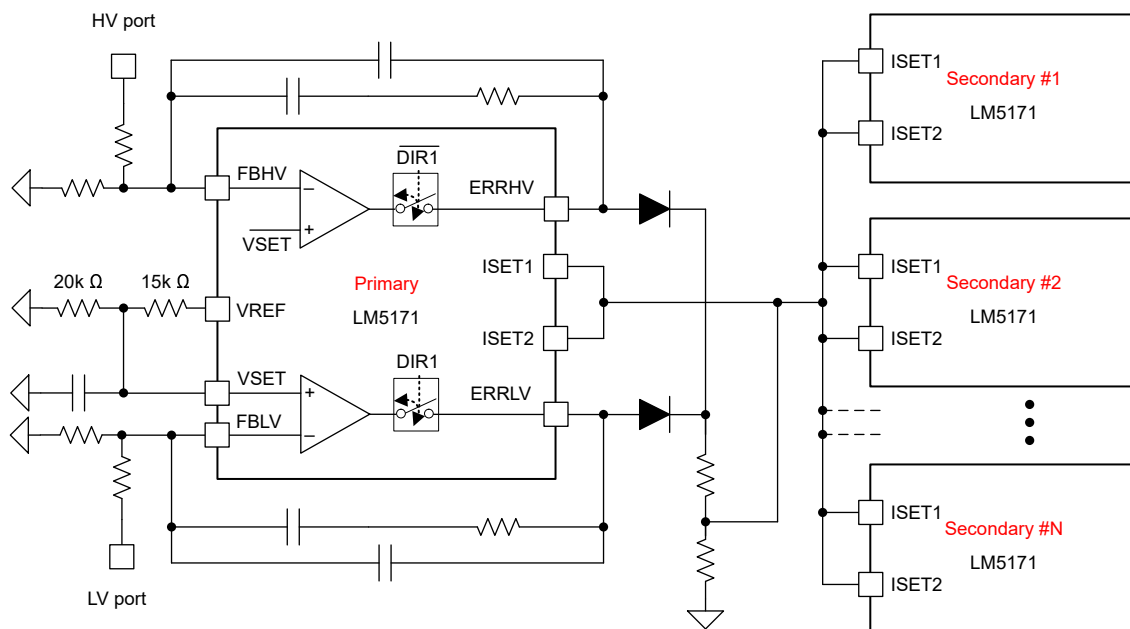 HV port
ISET1
Secondary #1
LM5171
ISET2
FBHV
DIR1
ERRHV
VSET
ISET1
20k Ω
15k Ω
VREF
Primary
LM5171
ISET2
VSET
DIR1
ERRLV
FBLV
LV port
ISET1
Secondary #2
LM5171
ISET2
ISET1
Secondary #N
LM5171
ISET2